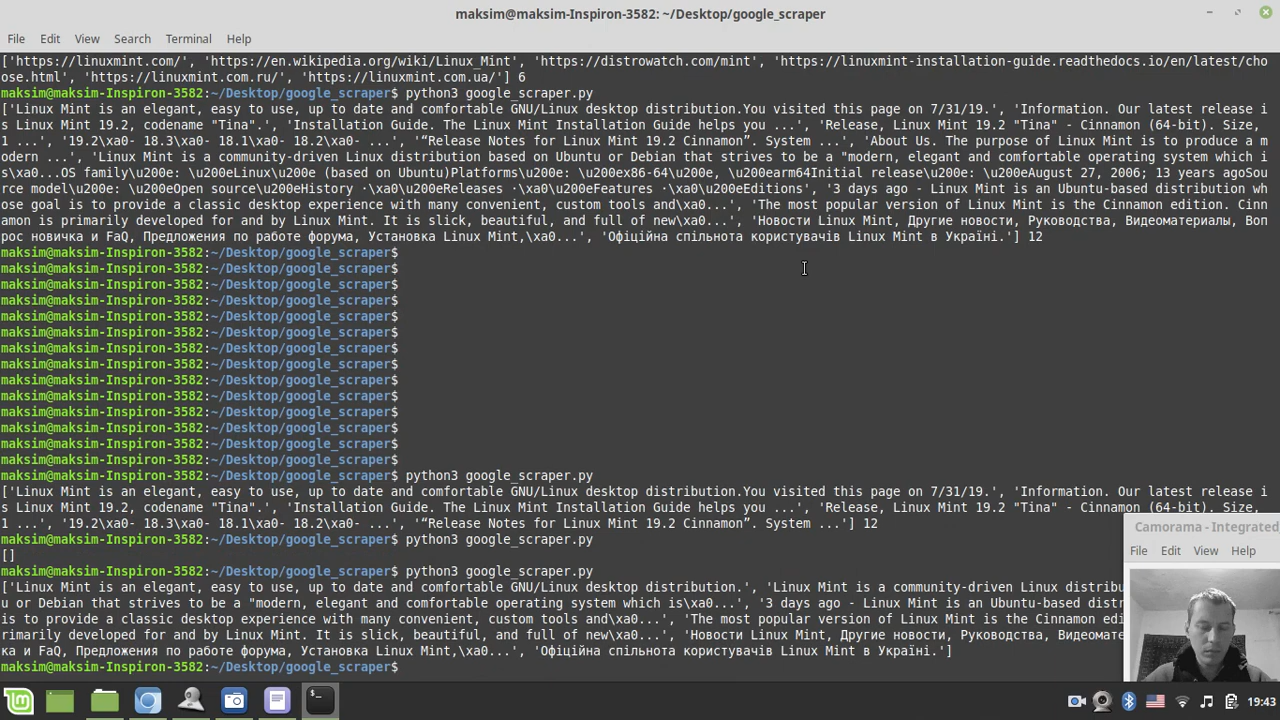 maksim@maksim-Inspiron-3582: ~/Desktop/google_scraper
File Edit View Search Terminal Help
['https://linuxmint.com/', 'https://en.wikipedia.org/wiki/Linux_Mint', 'https://distrowatch.com/mint', 'https://linuxmint-installation-guide.readthedocs.io/en/latest/cho
ose.html', 'https://linuxmint.com.ru/', 'https://linuxmint.com.ua/'] 6
maksim@maksim-Inspiron-3582:~/Desktop/google_scraper$ python3 google_scraper.py
['Linux Mint is an elegant, easy to use, up to date and comfortable GNU/Linux desktop distribution.You visited this page on 7/31/19.', 'Information. Our latest release i
s Linux Mint 19.2, codename "Tina".', 'Installation Guide. The Linux Mint Installation Guide helps you ...', 'Release, Linux Mint 19.2 "Tina" - Cinnamon (64-bit). Size,
1 ...', '19.2\xa0- 18.3\xa0- 18.1\xa0- 18.2\xa0- ...', '“Release Notes for Linux Mint 19.2 Cinnamon”. System ...', 'About Us. The purpose of Linux Mint is to produce a m
odern ...', 'Linux Mint is a community-driven Linux distribution based on Ubuntu or Debian that strives to be a "modern, elegant and comfortable operating system which i
s\xa0...OS family\u200e: \u200eLinux\u200e (based on Ubuntu)Platforms\u200e: \u200ex86-64\u200e, \u200earm64Initial release\u200e: \u200eAugust 27, 2006; 13 years agoSou
rce model\u200e: \u200eOpen source\u200eHistory ·\xa0\u200eReleases ·\xa0\u200eFeatures ·\xa0\u200eEditions', '3 days ago - Linux Mint is an Ubuntu-based distribution wh
ose goal is to provide a classic desktop experience with many convenient, custom tools and\xa0...', 'The most popular version of Linux Mint is the Cinnamon edition. Cinn
amon is primarily developed for and by Linux Mint. It is slick, beautiful, and full of new\xa0...', 'Новости Linux Mint, Другие новости, Руководства, Видеоматериалы, Воп
рос новичка и FaQ, Предложения по работе форума, Установка Linux Mint,\xa0...', 'Офіційна спільнота користувачів Linux Mint в Україні.'] 12
maksim@maksim-Inspiron-3582:~/Desktop/google_scraper$
maksim@maksim-Inspiron-3582:~/Desktop/google_scraper$
maksim@maksim-Inspiron-3582:~/Desktop/google_scraper$
maksim@maksim-Inspiron-3582:~/Desktop/google_scraper$
maksim@maksim-Inspiron-3582:~/Desktop/google_scraper$
maksim@maksim-Inspiron-3582:~/Desktop/google_scraper$
maksim@maksim-Inspiron-3582:~/Desktop/google_scraper$
maksim@maksim-Inspiron-3582:~/Desktop/google_scraper$
maksim@maksim-Inspiron-3582:~/Desktop/google_scraper$
maksim@maksim-Inspiron-3582:~/Desktop/google_scraper$
maksim@maksim-Inspiron-3582:~/Desktop/google_scraper$
maksim@maksim-Inspiron-3582:~/Desktop/google_scraper$
maksim@maksim-Inspiron-3582:~/Desktop/google_scraper$
maksim@maksim-Inspiron-3582:~/Desktop/google_scraper$
maksim@maksim-Inspiron-3582:~/Desktop/google_scraper$ python3 google_scraper.py
['Linux Mint is an elegant, easy to use, up to date and comfortable GNU/Linux desktop distribution.You visited this page on 7/31/19.', 'Information. Our latest release i
s Linux Mint 19.2, codename "Tina".', 'Installation Guide. The Linux Mint Installation Guide helps you ...', 'Release, Linux Mint 19.2 "Tina" - Cinnamon (64-bit). Size,
1 ...', '19.2\xa0- 18.3\xa0- 18.1\xa0- 18.2\xa0- ...', '“Release Notes for Linux Mint 19.2 Cinnamon”. System ...'] 12
maksim@maksim-Inspiron-3582:~/Desktop/google_scraper$ python3 google_scraper.py
[]
maksim@maksim-Inspiron-3582:~/Desktop/google_scraper$ python3 google_scraper.py
['Linux Mint is an elegant, easy to use, up to date and comfortable GNU/Linux desktop distribution.', 'Linux Mint is a community-driven Linux distribu
u or Debian that strives to be a "modern, elegant and comfortable operating system which is\xa0...', '3 days ago - Linux Mint is an Ubuntu-based distr
is to provide a classic desktop experience with many convenient, custom tools and\xa0...', 'The most popular version of Linux Mint is the Cinnamon edi
rimarily developed for and by Linux Mint. It is slick, beautiful, and full of new\xa0...', 'Новости Linux Mint, Другие новости, Руководства, Видеомате
ка и FaQ, Предложения по работе форума, Установка Linux Mint,\xa0...', 'Офіційна спільнота користувачів Linux Mint в Україні.']
maksim@maksim-Inspiron-3582:~/Desktop/google_scraper$
Camorama - Integrated
File Edit View Help
19:43